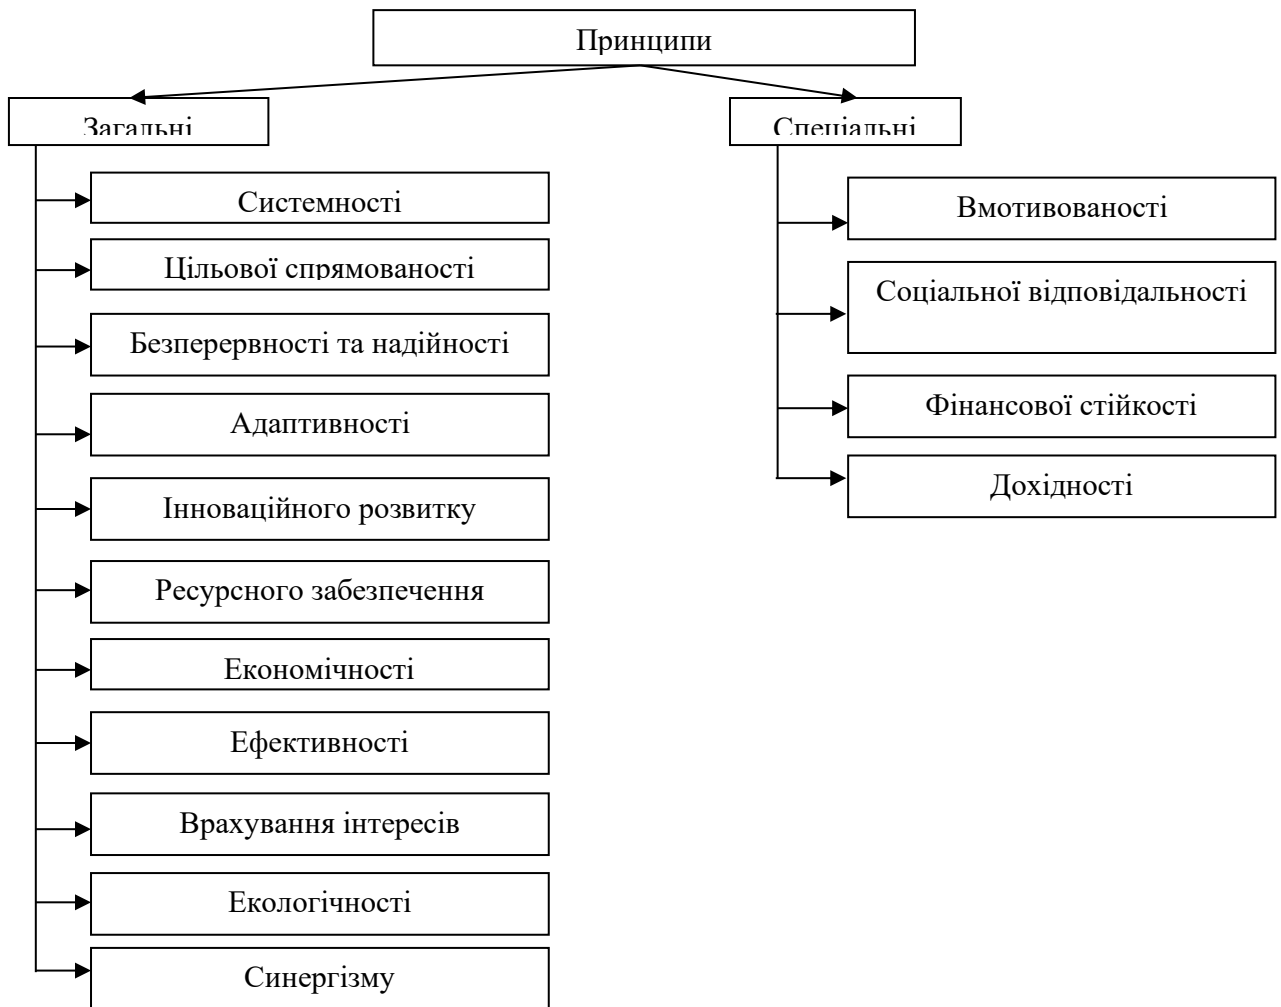 Принципи
Загальні
Системності
Цільової спрямованості
Безперервності та надійності
Адаптивності
Інноваційного розвитку
Ресурсного забезпечення
Економічності
Ефективності
Врахування інтересів
Екологічності
Синергізму
Спеціальні
Вмотивованості
Соціальної відповідальності
Фінансової стійкості
Дохідності